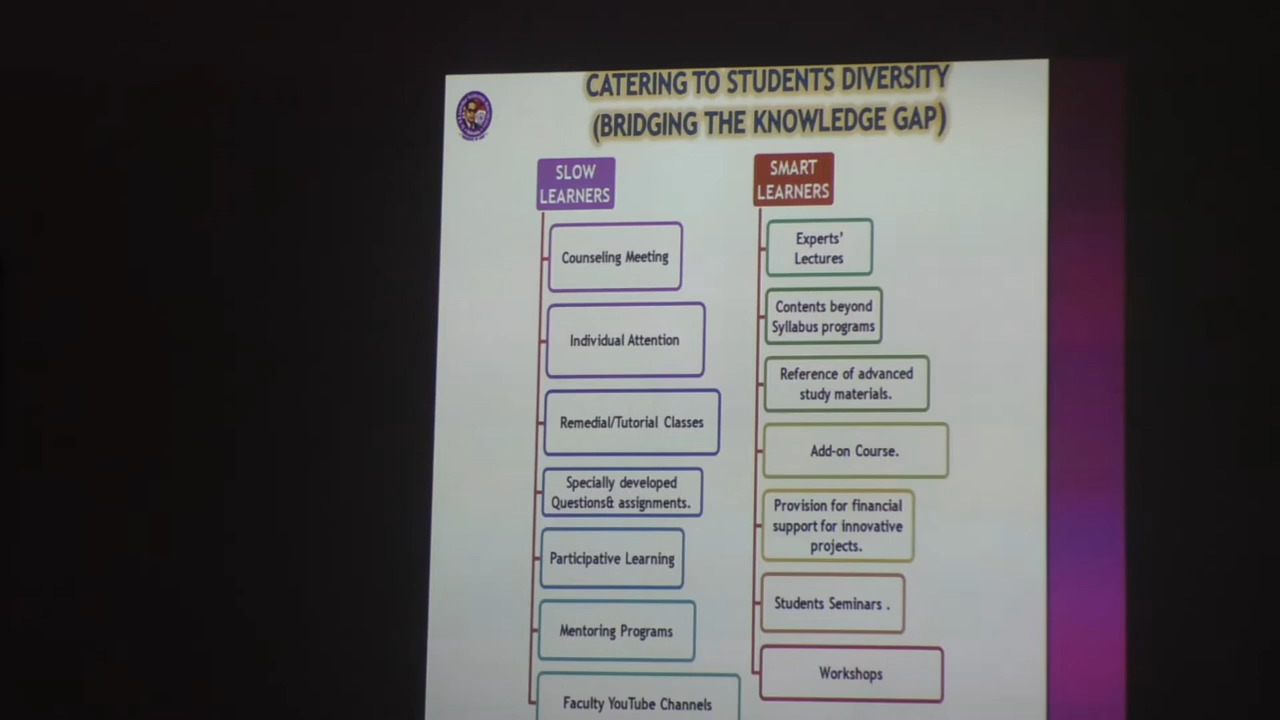 CATERING TO STUDENTS DIVERSITY
(BRIDGING THE KNOWLEDGE GAP)
SLOW
LEARNERS
Counseling Meeting
Individual Attention
Remedial/Tutorial Classes
Specially developed
Questions& assignments.
Participative Learning
Mentoring Programs
Faculty YouTube Channels
SMART
LEARNERS
Experts'
Lectures
Contents beyond
Syllabus programs
Reference of advanced
study materials.
Add-on Course.
Provision for financial
support for innovative
projects.
Students Seminars .
Workshops